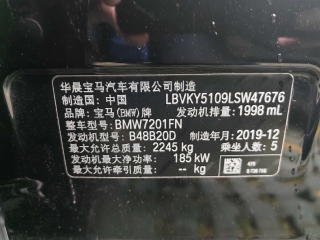 华晨宝马汽车有限公司制造
制造国：中国 LBVKY5109LSW47676
品牌：宝马(BMW)牌 发动机排量：1998 mL
整车型号：BMW7201FN
发动机型号：B48B20D 制造年月：2019-12
最大允许总质量：2245 kg 乘坐人数：5
发动机最大净功率：185 kW
最大允许牵引质量：-- kg
475